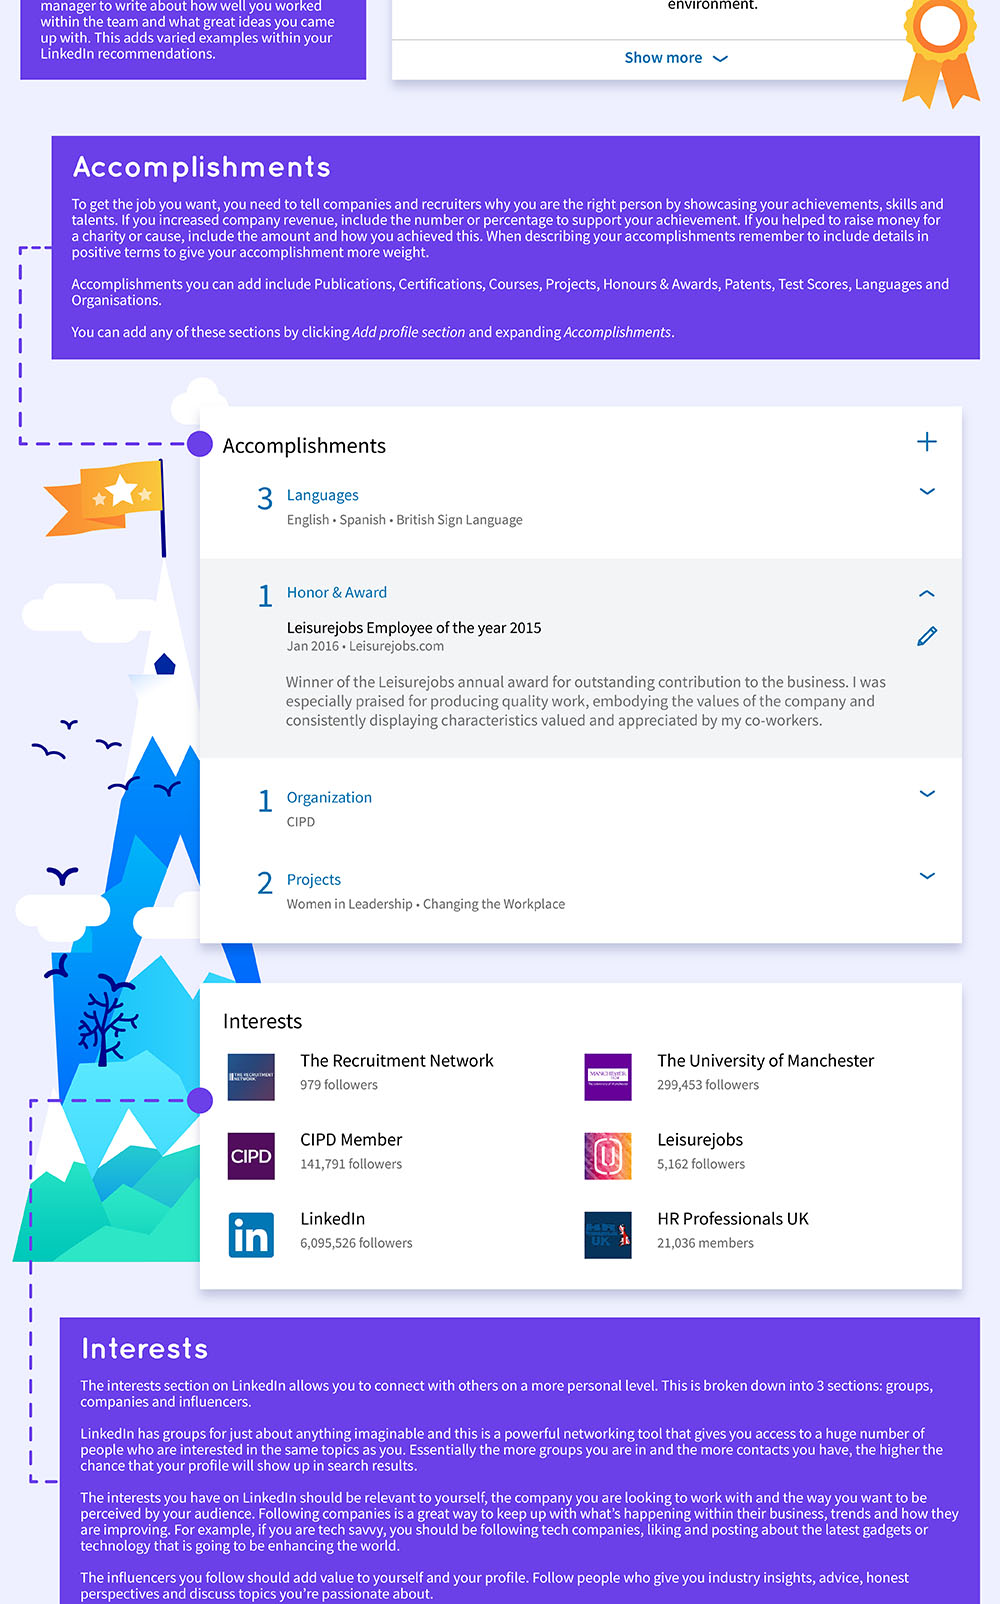 manager to write about how well you worked
within the team and what great ideas you came
up with. This adds varied examples within your
LinkedIn recommendations.
environment.
Show more
Accomplishments
To get the job you want, you need to tell companies and recruiters why you are the right person by showcasing your achievements, skills and
talents. If you increased company revenue, include the number or percentage to support your achievement. If you helped to raise money for
a charity or cause, include the amount and how you achieved this. When describing your accomplishments remember to include details in
positive terms to give your accomplishment more weight.
Accomplishments you can add include Publications, Certifications, Courses, Projects, Honours & Awards, Patents, Test Scores, Languages and
Organisations.
You can add any of these sections by clicking Add profile section and expanding Accomplishments.
Accomplishments
3 Languages
English • Spanish • British Sign Language
1 Honor & Award
Leisurejobs Employee of the year 2015
Jan 2016 • Leisurejobs.com
Winner of the Leisurejobs annual award for outstanding contribution to the business. I was
especially praised for producing quality work, embodying the values of the company and
consistently displaying characteristics valued and appreciated by my co-workers.
1 Organization
CIPD
2 Projects
Women in Leadership • Changing the Workplace
Interests
THE RECRUITMENT
NETWORK
The Recruitment Network
979 followers
MANCHESTER
The University of Manchester
The University of Manchester
299,453 followers
CIPD
CIPD Member
141,791 followers
Leisurejobs
5,162 followers
in
LinkedIn
6,095,526 followers
HR
UK
HR Professionals UK
21,036 members
Interests
The interests section on LinkedIn allows you to connect with others on a more personal level. This is broken down into 3 sections: groups,
companies and influencers.
LinkedIn has groups for just about anything imaginable and this is a powerful networking tool that gives you access to a huge number of
people who are interested in the same topics as you. Essentially the more groups you are in and the more contacts you have, the higher the
chance that your profile will show up in search results.
The interests you have on LinkedIn should be relevant to yourself, the company you are looking to work with and the way you want to be
perceived by your audience. Following companies is a great way to keep up with what's happening within their business, trends and how they
are improving. For example, if you are tech savvy, you should be following tech companies, liking and posting about the latest gadgets or
technology that is going to be enhancing the world.
The influencers you follow should add value to yourself and your profile. Follow people who give you industry insights, advice, honest
perspectives and discuss topics you're passionate about.